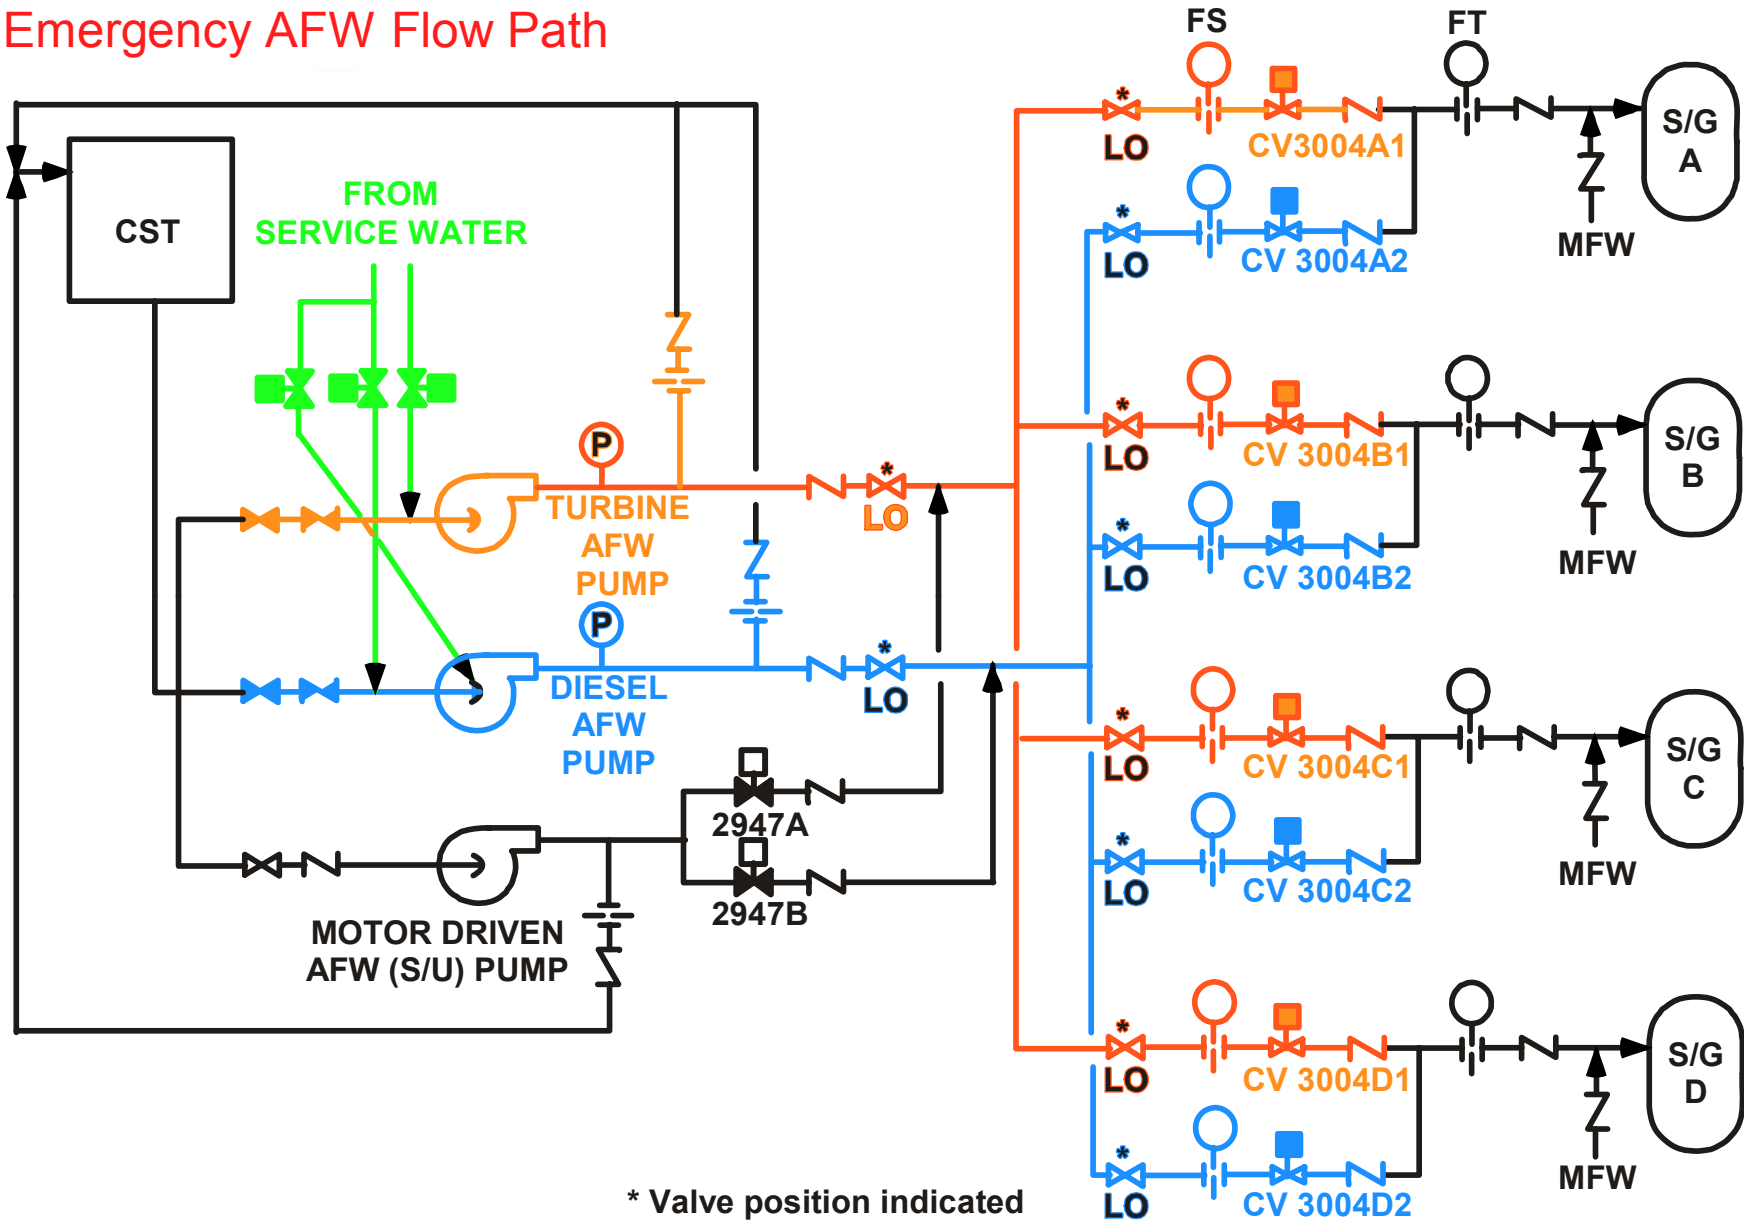 Emergency AFW Flow Path
FS
FT
*
LO
CV3004A1
S/G
A
MFW
*
LO
CV 3004A2
CST
FROM
SERVICE WATER
*
LO
CV 3004B1
S/G
B
MFW
*
LO
CV 3004B2
P
TURBINE
AFW
PUMP
*
LO
P
DIESEL
AFW
PUMP
*
LO
*
LO
CV 3004C1
S/G
C
MFW
*
LO
CV 3004C2
2947A
2947B
MOTOR DRIVEN
AFW (S/U) PUMP
*
LO
CV 3004D1
S/G
D
MFW
*
LO
CV 3004D2
* Valve position indicated